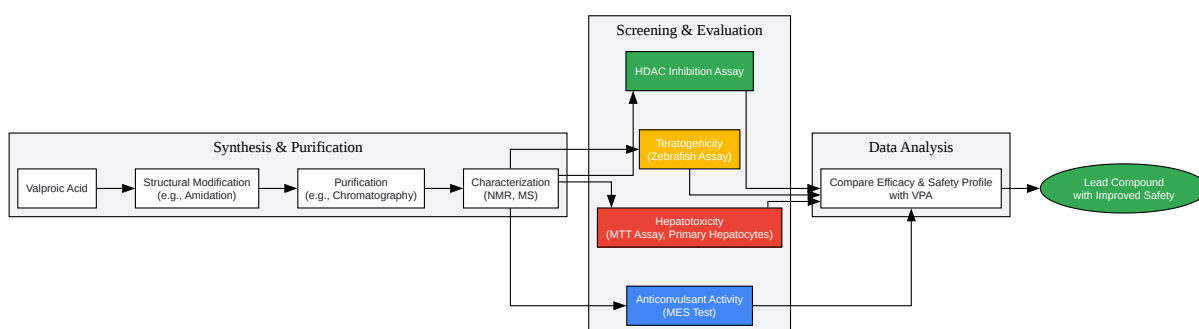 Screening & Evaluation
HDAC Inhibition Assay
Synthesis & Purification
Teratogenicity
(Zebrafish Assay)
Data Analysis
Valproic Acid
Structural Modification
(e.g., Amidation)
Purification
(e.g., Chromatography)
Characterization
(NMR, MS)
Compare Efficacy & Safety Profile
with VPA
Lead Compound
with Improved Safety
Hepatotoxicity
(MTT Assay, Primary Hepatocytes)
Anticonvulsant Activity
(MES Test)